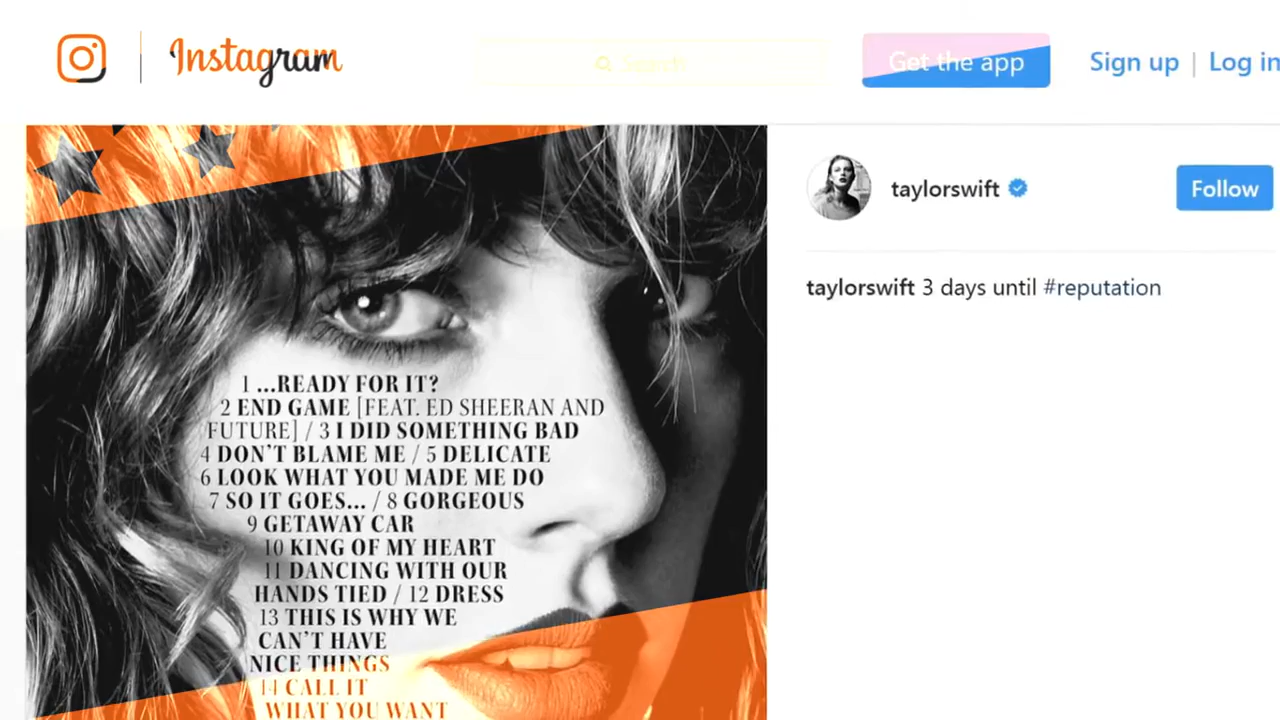 Instagram
Search
Get the app
Sign up | Log in
taylorswift
Follow
taylorswift 3 days until #reputation
1 ...READY FOR IT?
2 END GAME [FEAT. ED SHEERAN AND
FUTURE] / 3 I DID SOMETHING BAD
4 DON'T BLAME ME / 5 DELICATE
6 LOOK WHAT YOU MADE ME DO
7 SO IT GOES... / 8 GORGEOUS
9 GETAWAY CAR
10 KING OF MY HEART
11 DANCING WITH OUR
HANDS TIED / 12 DRESS
13 THIS IS WHY WE
CAN'T HAVE
NICE THINGS
14 CALL IT
WHAT YOU WANT